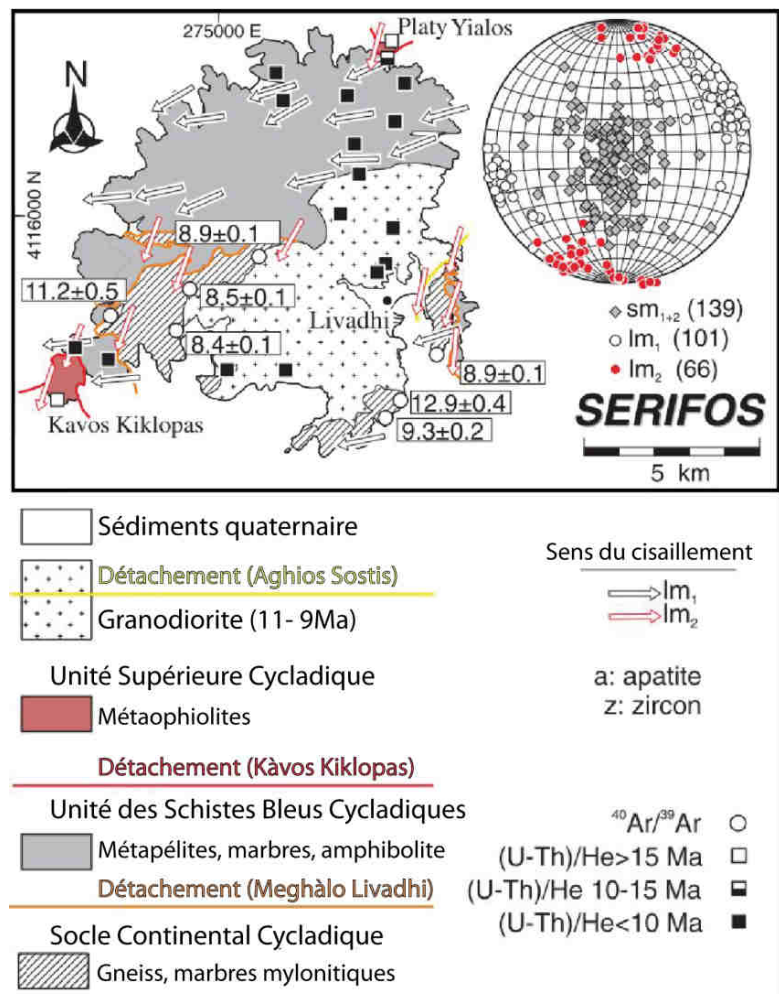 275000 E
Platy Yialos
N
4116000 N
8.9±0.1
11.2±0.5
8.5±0.1
Livadhi
8.4±0.1
8.9±0.1
12.9±0.4
9.3±0.2
Kavos Kiklopas
sm1+2 (139)
lm1 (101)
lm2 (66)
SERIFOS
5 km
Sédiments quaternaire
Détachement (Aghios Sostis)
Granodiorite (11- 9Ma)
Unité Supérieure Cycladique
Métaophiolites
Détachement (Kàvos Kiklopas)
Unité des Schistes Bleus Cycladiques
Métapélites, marbres, amphibolite
Détachement (Meghàlo Livadhi)
Socle Continental Cycladique
Gneiss, marbres mylonitiques
Sens du cisaillement
lm1
lm2
a: apatite
z: zircon
40Ar/39Ar
(U-Th)/He>15 Ma
(U-Th)/He 10-15 Ma
(U-Th)/He<10 Ma